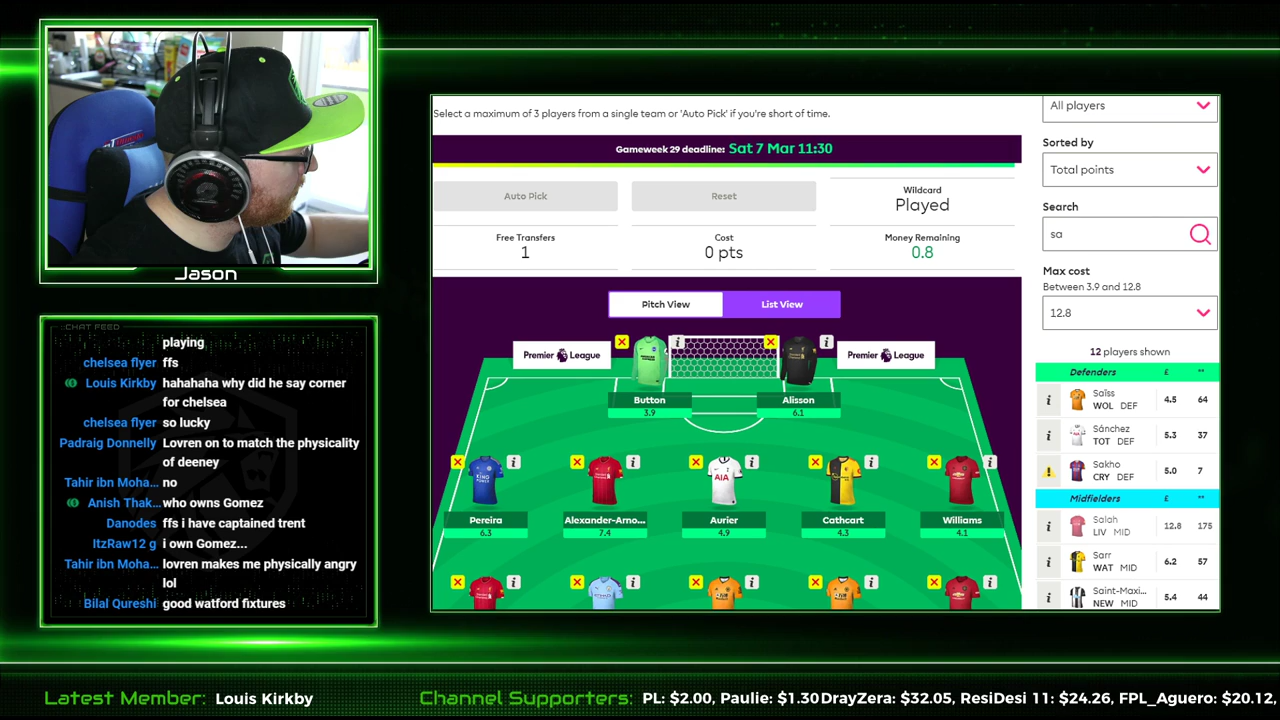 Jason
CHAT FEED
playing
chelsea flyer ffs
Louis Kirkby hahahaha why did he say corner
for chelsea
chelsea flyer so lucky
Padraig Donnelly Lovren on to match the physicality
of deeney
Tahir ibn Moha... no
Anish Thak... who owns Gomez
Danodes ffs i have captained trent
ItzRaw12 g i own Gomez...
Tahir ibn Moha... lovren makes me physically angry
lol
Bilal Qureshi good watford fixtures
Select a maximum of 3 players from a single team or 'Auto Pick' if you're short of time.
Gameweek 29 deadline: Sat 7 Mar 11:30
Auto Pick
Reset
Wildcard
Played
Free Transfers
1
Cost
0 pts
Money Remaining
0.8
Pitch View
List View
Premier League
Premier League
Button
3.9
Alisson
6.1
AIA
Pereira
6.3
Alexander-Arno...
7.4
Aurier
4.9
Cathcart
4.3
Williams
4.1
All players
Sorted by
Total points
Search
sa
Max cost
Between 3.9 and 12.8
12.8
12 players shown
Defenders £ **
Saïss
WOL DEF 4.5 64
Sánchez
TOT DEF 5.3 37
Sakho
CRY DEF 5.0 7
Midfielders £ **
Salah
LIV MID 12.8 175
Sarr
WAT MID 6.2 57
Saint-Maxi...
NEW MID 5.4 44
Latest Member: Louis Kirkby
Channel Supporters: PL: $2.00, Paulie: $1.30DrayZera: $32.05, ResiDesi 11: $24.26, FPL_Aguero: $20.12,